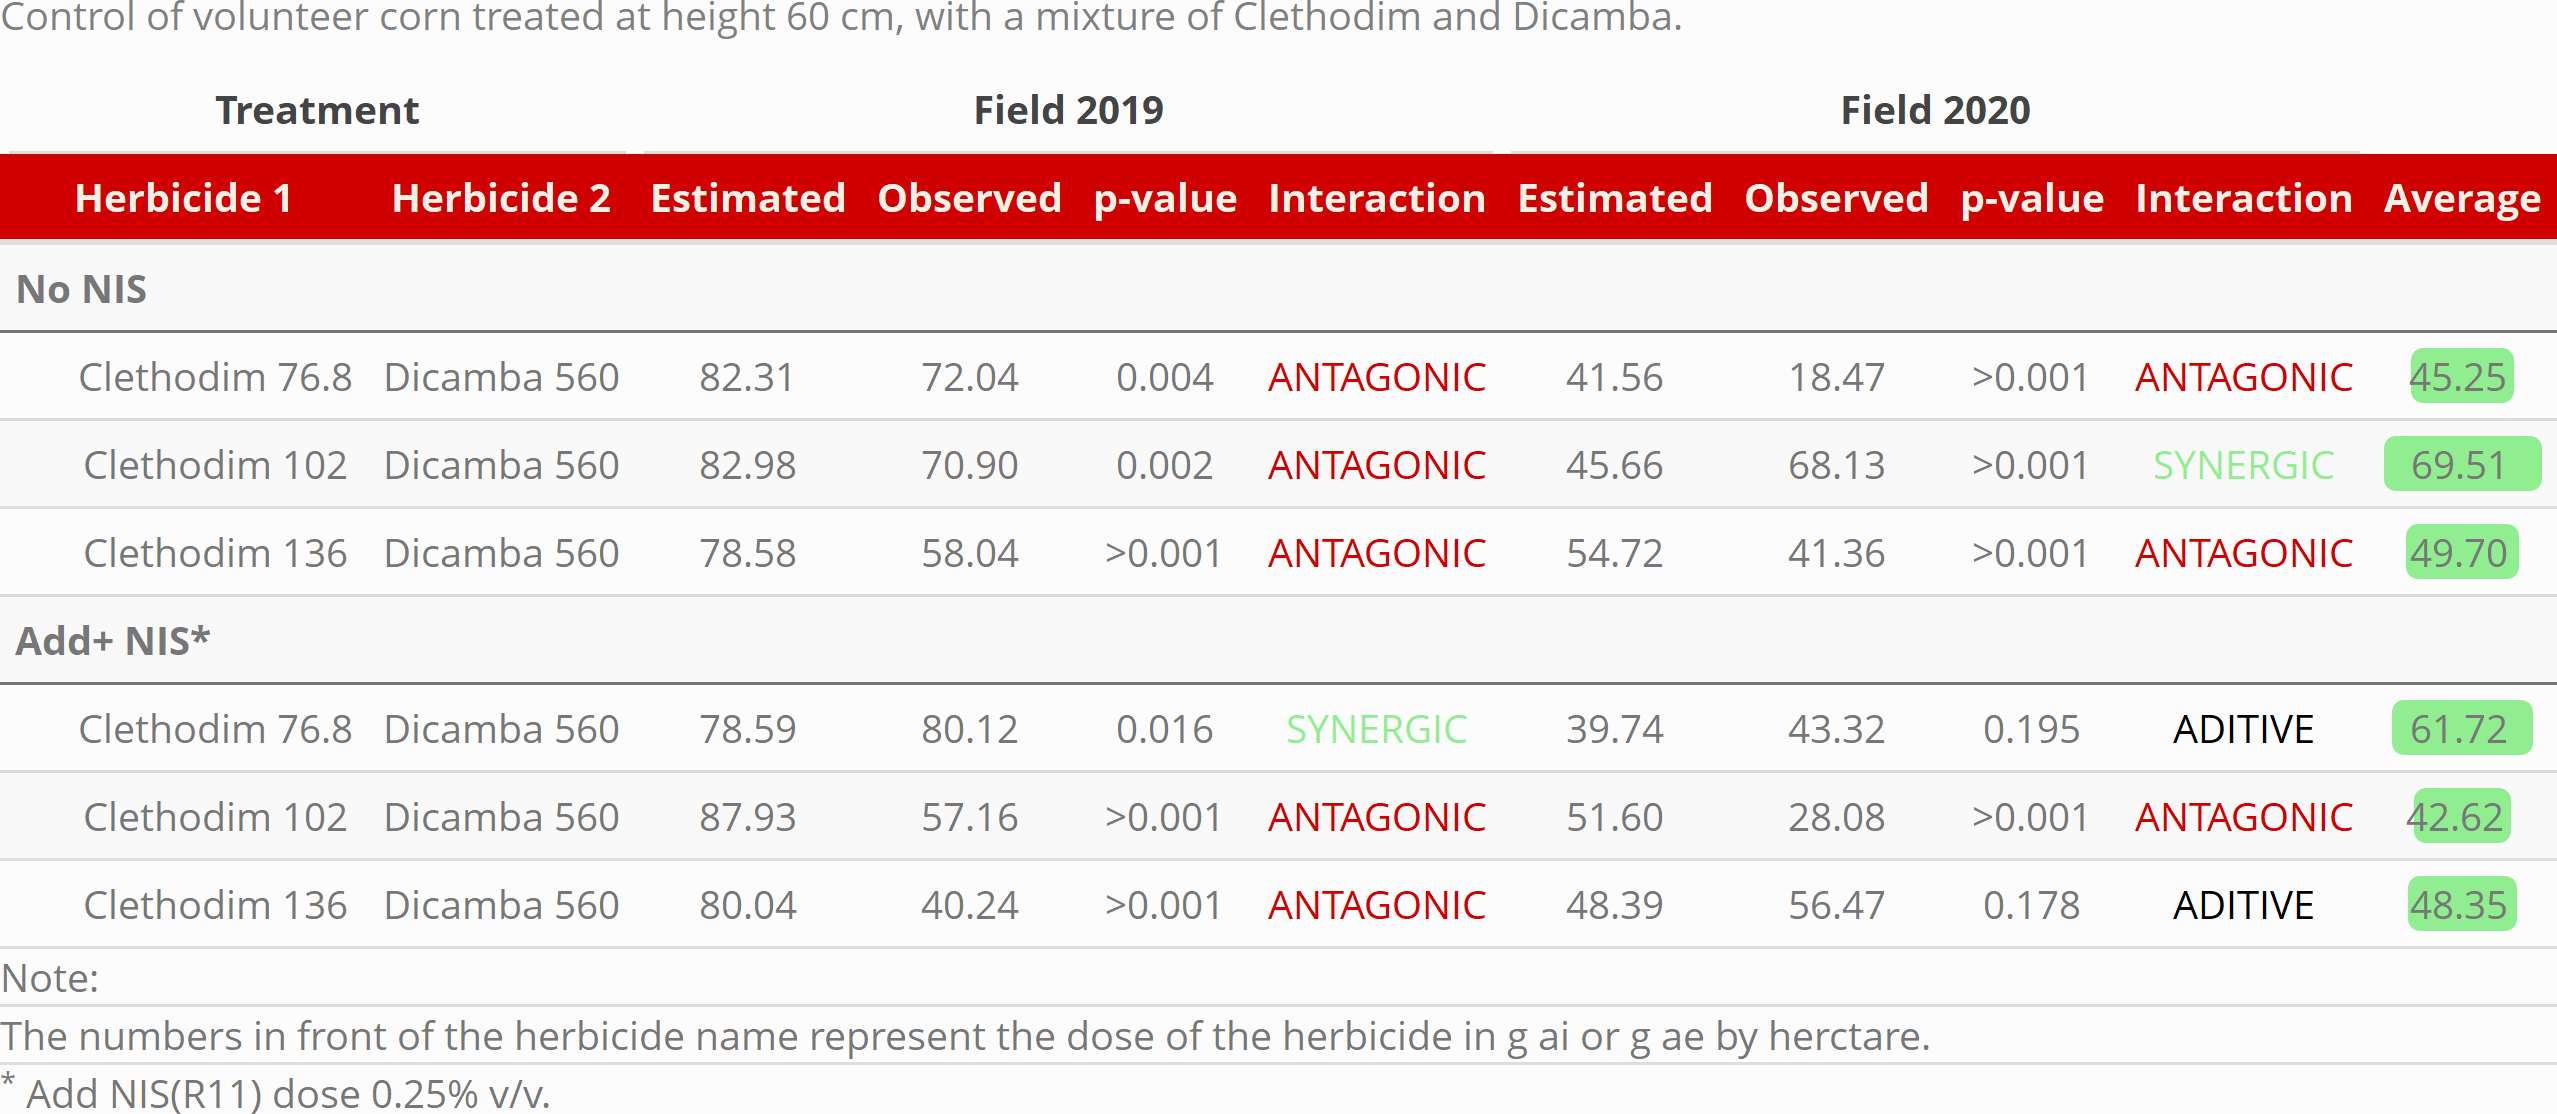 Control of volunteer corn treated at height 60 cm, with a mixture of Clethodim and Dicamba.
Treatment Field 2019 Field 2020
Herbicide 1 Herbicide 2 Estimated Observed p-value Interaction Estimated Observed p-value Interaction Average
No NIS
Clethodim 76.8 Dicamba 560 82.31 72.04 0.004 ANTAGONIC 41.56 18.47 >0.001 ANTAGONIC 45.25
Clethodim 102 Dicamba 560 82.98 70.90 0.002 ANTAGONIC 45.66 68.13 >0.001 SYNERGIC 69.51
Clethodim 136 Dicamba 560 78.58 58.04 >0.001 ANTAGONIC 54.72 41.36 >0.001 ANTAGONIC 49.70
Add+ NIS*
Clethodim 76.8 Dicamba 560 78.59 80.12 0.016 SYNERGIC 39.74 43.32 0.195 ADITIVE 61.72
Clethodim 102 Dicamba 560 87.93 57.16 >0.001 ANTAGONIC 51.60 28.08 >0.001 ANTAGONIC 42.62
Clethodim 136 Dicamba 560 80.04 40.24 >0.001 ANTAGONIC 48.39 56.47 0.178 ADITIVE 48.35
Note:
The numbers in front of the herbicide name represent the dose of the herbicide in g ai or g ae by herctare.
* Add NIS(R11) dose 0.25% v/v.